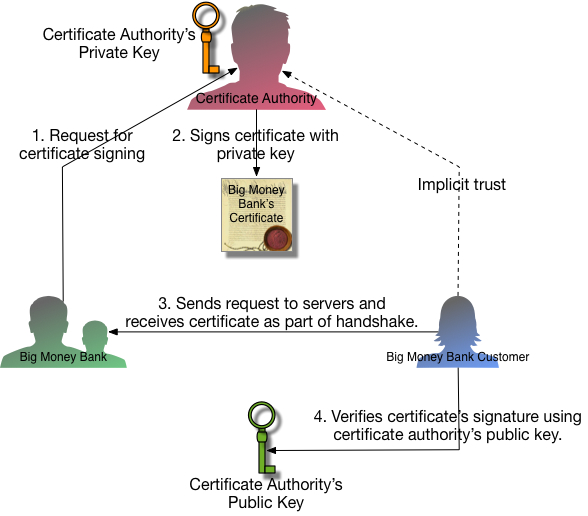 Certificate Authority's
Private Key
Certificate Authority
1. Request for
certificate signing
2. Signs certificate with
private key
Implicit trust
Big Money
Bank's
Certificate
3. Sends request to servers and
receives certificate as part of handshake.
Big Money Bank
Big Money Bank Customer
4. Verifies certificate's signature using
certificate authority's public key.
Certificate Authority's
Public Key